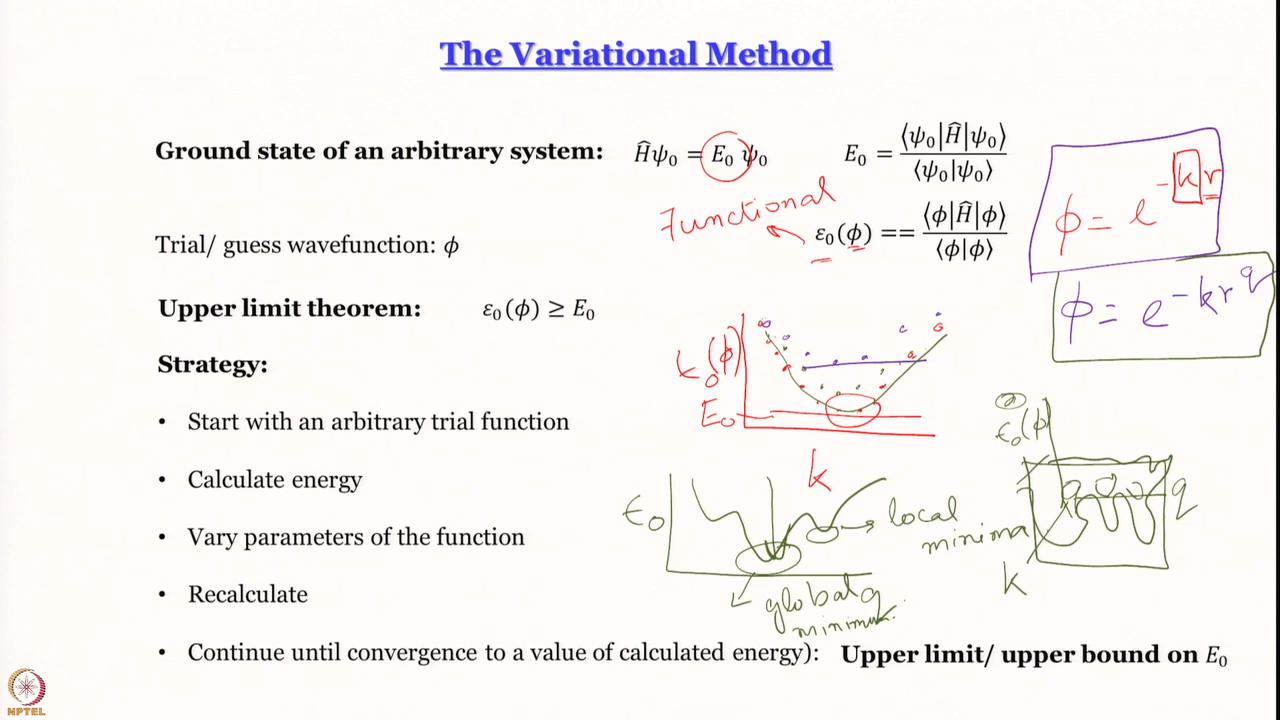 The Variational Method
Ground state of an arbitrary system: Ĥψ₀ = E₀ ψ₀ E₀ = ⟨ψ₀|Ĥ|ψ₀⟩ / ⟨ψ₀|ψ₀⟩
Functional
ϕ = e^{-kr}
Trial/ guess wavefunction: ϕ ε₀(ϕ) == ⟨ϕ|Ĥ|ϕ⟩ / ⟨ϕ|ϕ⟩
ϕ = e^{-kr^q}
Upper limit theorem: ε₀(ϕ) ≥ E₀
Strategy:
ϵ₀(ϕ)
E₀
k
• Start with an arbitrary trial function
ϵ₀(ϕ)
• Calculate energy
q
ϵ₀
local
minima
• Vary parameters of the function
k
• Recalculate
global
minimum.
q
• Continue until convergence to a value of calculated energy): Upper limit/ upper bound on E₀
NPTEL